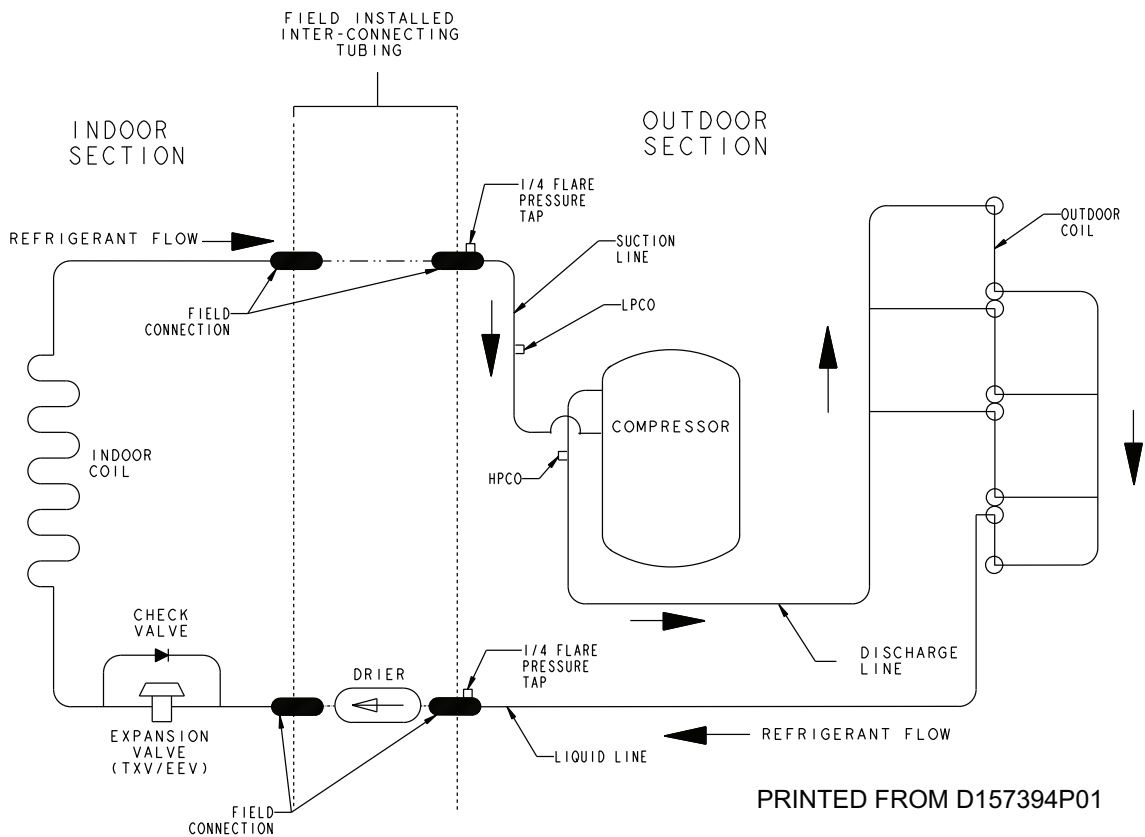 FIELD INSTALLED
INTER-CONNECTING
TUBING
INDOOR
SECTION
OUTDOOR
SECTION
1/4 FLARE
PRESSURE
TAP
OUTDOOR
COIL
REFRIGERANT FLOW
SUCTION
LINE
LPCO
FIELD
CONNECTION
COMPRESSOR
INDOOR
COIL
HPCO
CHECK
VALVE
DRIER
1/4 FLARE
PRESSURE
TAP
DISCHARGE
LINE
EXPANSION
VALVE
(TXV/EEV)
LIQUID LINE
REFRIGERANT FLOW
FIELD
CONNECTION
PRINTED FROM D157394P01